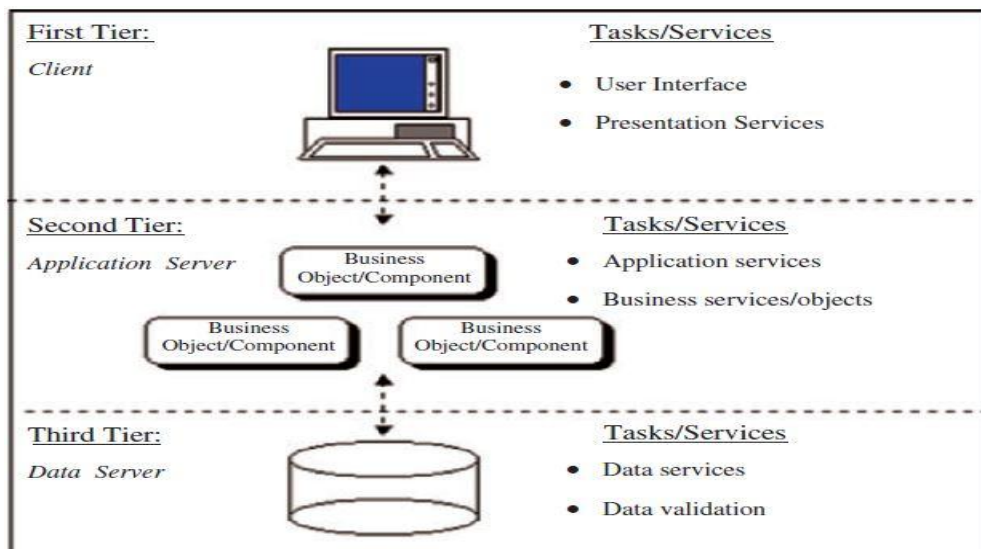 First Tier:
Client
Tasks/Services
• User Interface
• Presentation Services
Second Tier:
Application Server
Business
Object/Component
Business
Object/Component
Business
Object/Component
Tasks/Services
• Application services
• Business services/objects
Third Tier:
Data Server
Tasks/Services
• Data services
• Data validation